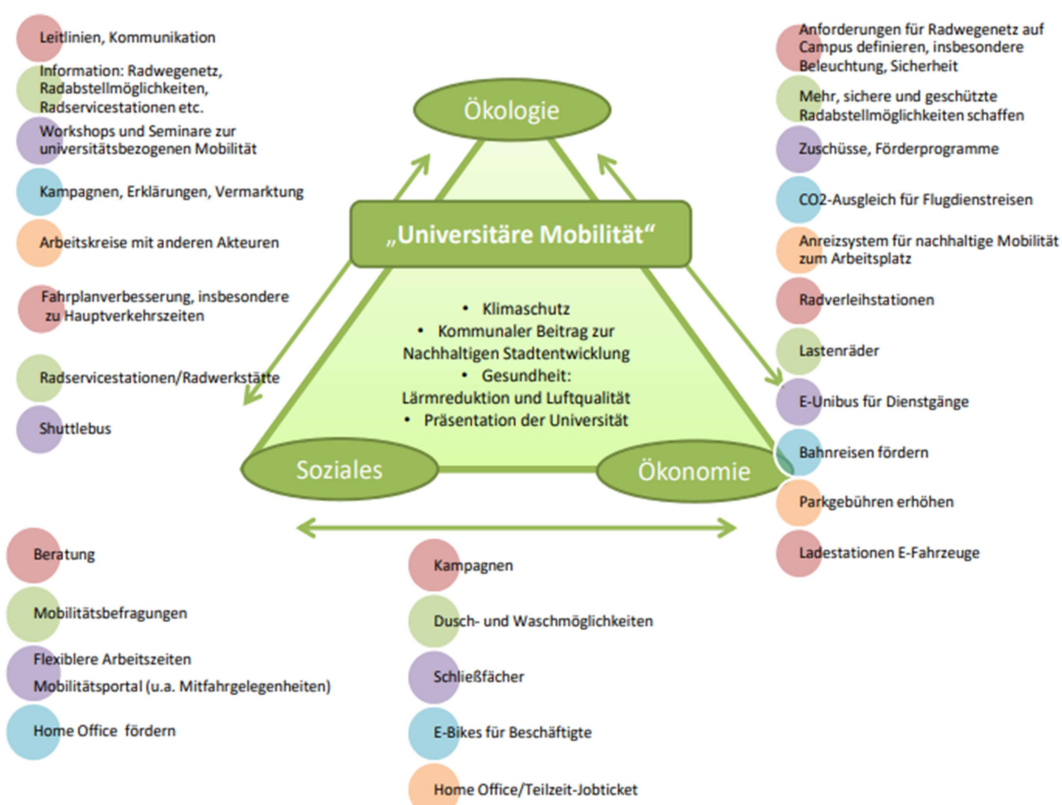 Leitlinien, Kommunikation
Information: Radwegenetz,
Radabstellmöglichkeiten,
Radservicestationen etc.
Workshops und Seminare zur
universitätsbezogenen Mobilität
Kampagnen, Erklärungen, Vermarktung
Arbeitskreise mit anderen Akteuren
Fahrplanverbesserung, insbesondere
zu Hauptverkehrszeiten
Radservicestationen/Radwerkstätte
Shuttlebus
Ökologie
„Universitäre Mobilität“
• Klimaschutz
• Kommunaler Beitrag zur
Nachhaltigen Stadtentwicklung
• Gesundheit:
Lärmreduktion und Luftqualität
• Präsentation der Universität
Soziales
Ökonomie
Anforderungen für Radwegenetz auf
Campus definieren, insbesondere
Beleuchtung, Sicherheit
Mehr, sichere und geschützte
Radabstellmöglichkeiten schaffen
Zuschüsse, Förderprogramme
CO2-Ausgleich für Flugdienstreisen
Anreizsystem für nachhaltige Mobilität
zum Arbeitsplatz
Radverleihstationen
Lastenräder
E-Unibus für Dienstgänge
Bahnreisen fördern
Parkgebühren erhöhen
Ladestationen E-Fahrzeuge
Beratung
Mobilitätsbefragungen
Flexiblere Arbeitszeiten
Mobilitätsportal (u.a. Mitfahrgelegenheiten)
Home Office fördern
Kampagnen
Dusch- und Waschmöglichkeiten
Schließfächer
E-Bikes für Beschäftigte
Home Office/Teilzeit-Jobticket